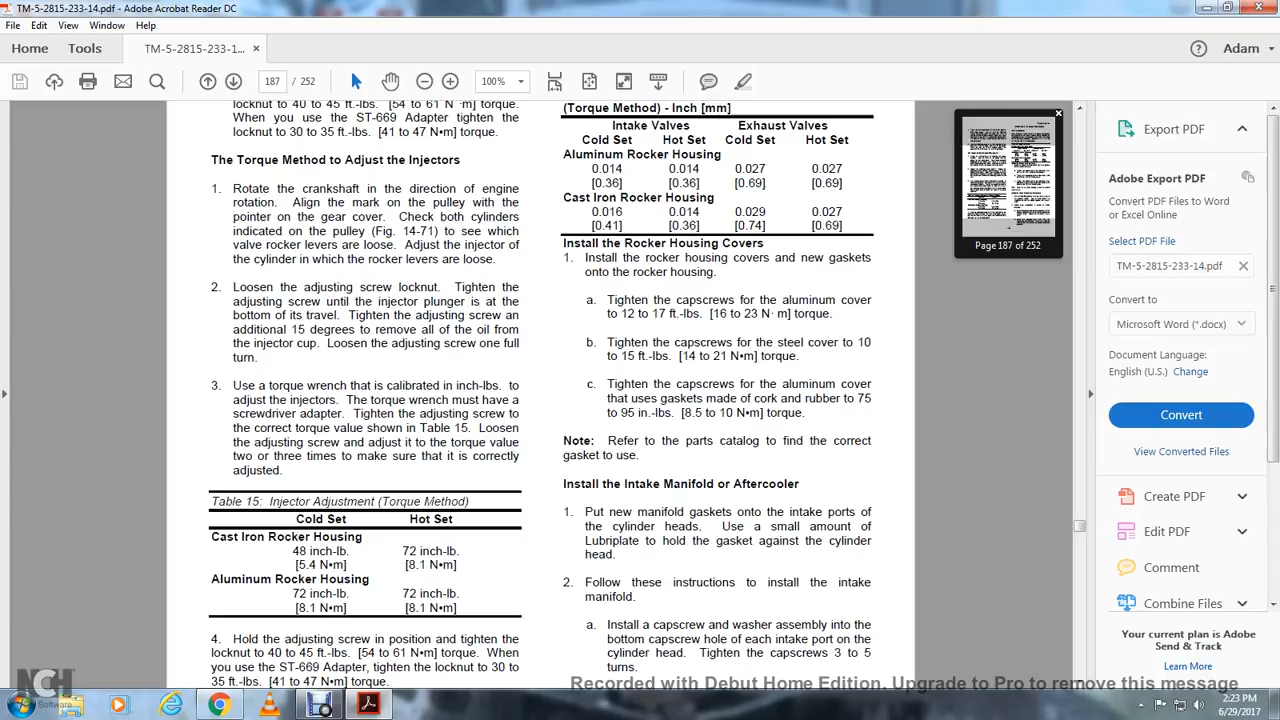 TM-5-2815-233-14.pdf - Adobe Acrobat Reader DC
File Edit View Window Help
Home Tools TM-5-2815-233-1... × Adam
187 / 252 100%
locknut to 40 to 45 ft.-lbs. [54 to 61 N ·m] torque.
When you use the ST-669 Adapter tighten the
locknut to 30 to-35 ft.-lbs. [41 to 47 N•m] torque.
The Torque Method to Adjust the Injectors
1. Rotate the crankshaft in the direction of engine
rotation. Align the mark on the pulley with the
pointer on the gear cover. Check both cylinders
indicated on the pulley (Fig. 14-71) to see which
valve rocker levers are loose. Adjust the injector of
the cylinder in which the rocker levers are loose.
2. Loosen the adjusting screw locknut. Tighten the
adjusting screw until the injector plunger is at the
bottom of its travel. Tighten the adjusting screw an
additional 15 degrees to remove all of the oil from
the injector cup. Loosen the adjusting screw one full
turn.
3. Use a torque wrench that is calibrated in inch-lbs. to
adjust the injectors. The torque wrench must have a
screwdriver adapter. Tighten the adjusting screw to
the correct torque value shown in Table 15. Loosen
the adjusting screw and adjust it to the torque value
two or three times to make sure that it is correctly
adjusted.
Table 15: Injector Adjustment (Torque Method)
Cold Set Hot Set
Cast Iron Rocker Housing
48 inch-lb. 72 inch-lb.
[5.4 N•m] [8.1 N•m]
Aluminum Rocker Housing
72 inch-lb. 72 inch-lb.
[8.1 N•m] [8.1 N•m]
4. Hold the adjusting screw in position and tighten the
locknut to 40 to 45 ft.-lbs. [54 to 61 N•m] torque. When
you use the ST-669 Adapter, tighten the locknut to 30 to
35 ft.-lbs. [41 to 47 N•m] torque.
(Torque Method) - Inch [mm]
Intake Valves Exhaust Valves
Cold Set Hot Set Cold Set Hot Set
Aluminum Rocker Housing
0.014 0.014 0.027 0.027
[0.36] [0.36] [0.69] [0.69]
Cast Iron Rocker Housing
0.016 0.014 0.029 0.027
[0.41] [0.36] [0.74] [0.69]
Install the Rocker Housing Covers
1. Install the rocker housing covers and new gaskets
onto the rocker housing.
a. Tighten the capscrews for the aluminum cover
to 12 to 17 ft.-lbs. [16 to 23 N· m] torque.
b. Tighten the capscrews for the steel cover to 10
to 15 ft.-lbs. [14 to 21 N•m] torque.
c. Tighten the capscrews for the aluminum cover
that uses gaskets made of cork and rubber to 75
to 95 in.-lbs. [8.5 to 10 N•m] torque.
Note: Refer to the parts catalog to find the correct
gasket to use.
Install the Intake Manifold or Aftercooler
1. Put new manifold gaskets onto the intake ports of
the cylinder heads. Use a small amount of
Lubriplate to hold the gasket against the cylinder
head.
2. Follow these instructions to install the intake
manifold.
a. Install a capscrew and washer assembly into the
bottom capscrew hole of each intake port on the
cylinder head. Tighten the capscrews 3 to 5
turns.
Page 187 of 252
Export PDF
Adobe Export PDF
Convert PDF Files to Word
or Excel Online
Select PDF File
TM-5-2815-233-14.pdf
Convert to
Microsoft Word (*.docx)
Document Language:
English (U.S.) Change
Convert
View Converted Files
Create PDF
Edit PDF
Comment
Combine Files
Your current plan is Adobe
Send & Track
Learn More
NCH
Software
Recorded with Debut Home Edition. Upgrade to Pro to remove this message
2:23 PM
6/29/2017